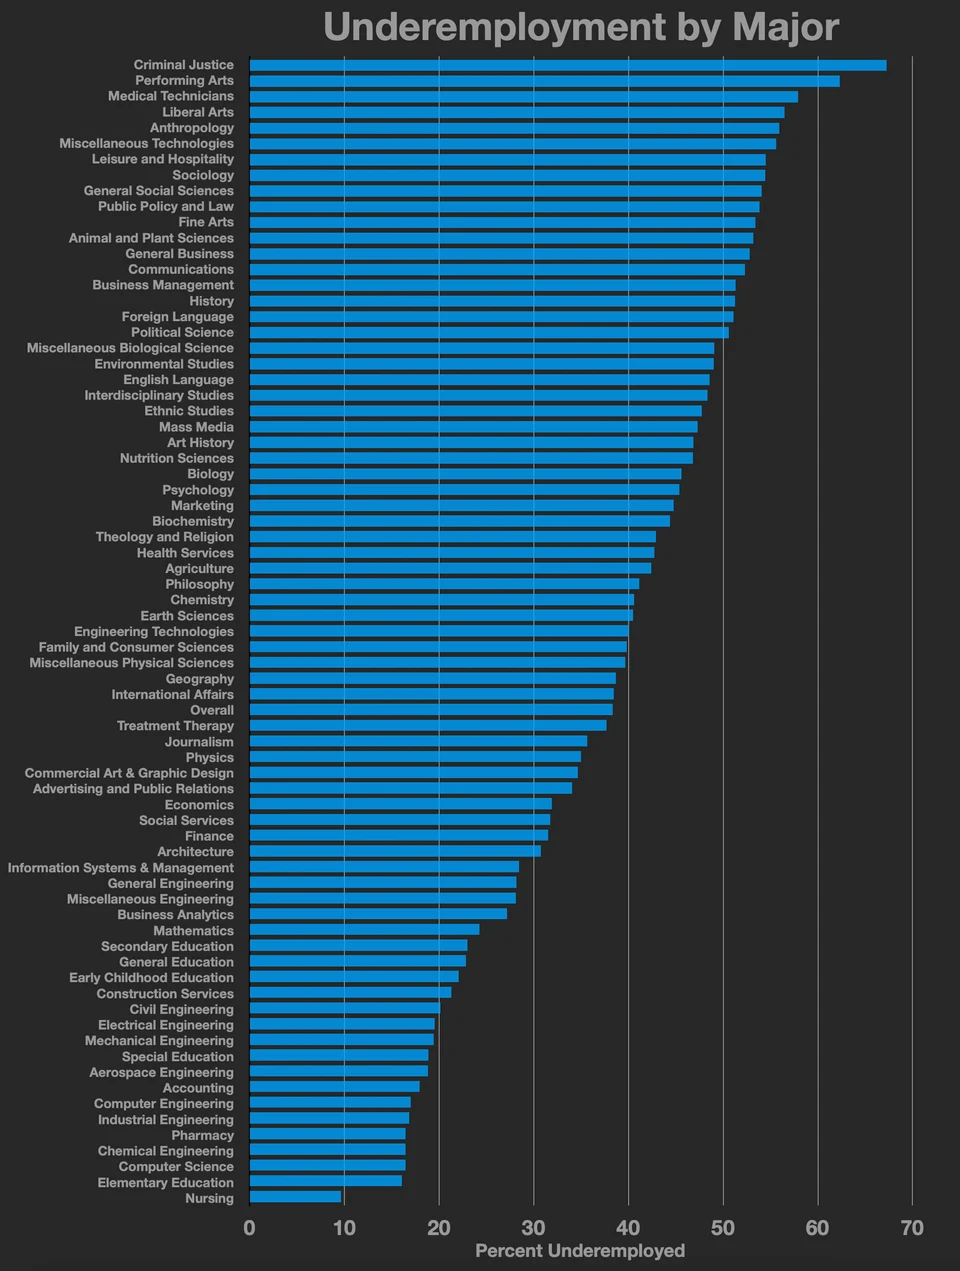 Underemployment by Major
Criminal Justice
Performing Arts
Medical Technicians
Liberal Arts
Anthropology
Miscellaneous Technologies
Leisure and Hospitality
Sociology
General Social Sciences
Public Policy and Law
Fine Arts
Animal and Plant Sciences
General Business
Communications
Business Management
History
Foreign Language
Political Science
Miscellaneous Biological Science
Environmental Studies
English Language
Interdisciplinary Studies
Ethnic Studies
Mass Media
Art History
Nutrition Sciences
Biology
Psychology
Marketing
Biochemistry
Theology and Religion
Health Services
Agriculture
Philosophy
Chemistry
Earth Sciences
Engineering Technologies
Family and Consumer Sciences
Miscellaneous Physical Sciences
Geography
International Affairs
Overall
Treatment Therapy
Journalism
Physics
Commercial Art & Graphic Design
Advertising and Public Relations
Economics
Social Services
Finance
Architecture
Information Systems & Management
General Engineering
Miscellaneous Engineering
Business Analytics
Mathematics
Secondary Education
General Education
Early Childhood Education
Construction Services
Civil Engineering
Electrical Engineering
Mechanical Engineering
Special Education
Aerospace Engineering
Accounting
Computer Engineering
Industrial Engineering
Pharmacy
Chemical Engineering
Computer Science
Elementary Education
Nursing
0 10 20 30 40 50 60 70
Percent Underemployed